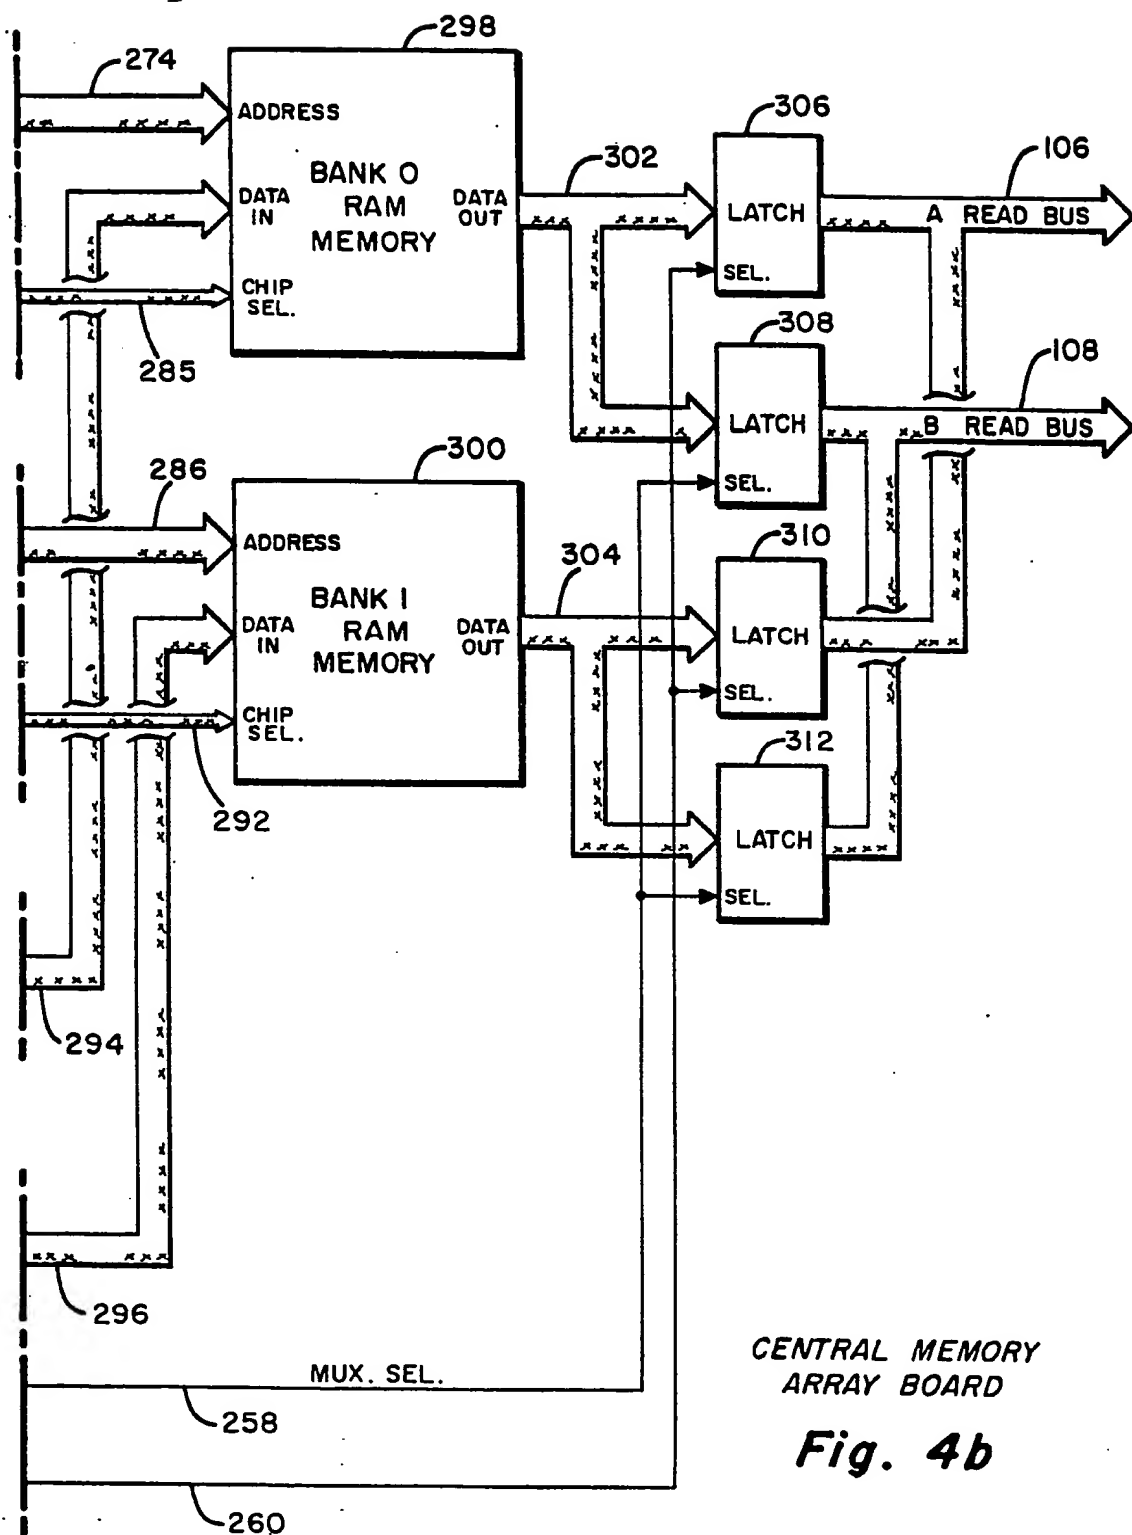 298
274
ADDRESS
306
302
106
BANK 0
RAM
MEMORY
DATA
IN
DATA
OUT
LATCH
A READ BUS
SEL.
CHIP
SEL.
285
308
108
LATCH
B READ BUS
SEL.
300
286
ADDRESS
310
304
BANK 1
RAM
MEMORY
DATA
IN
DATA
OUT
LATCH
SEL.
CHIP
SEL.
312
292
LATCH
SEL.
294
296
MUX. SEL.
258
260
CENTRAL MEMORY
ARRAY BOARD
Fig. 4b